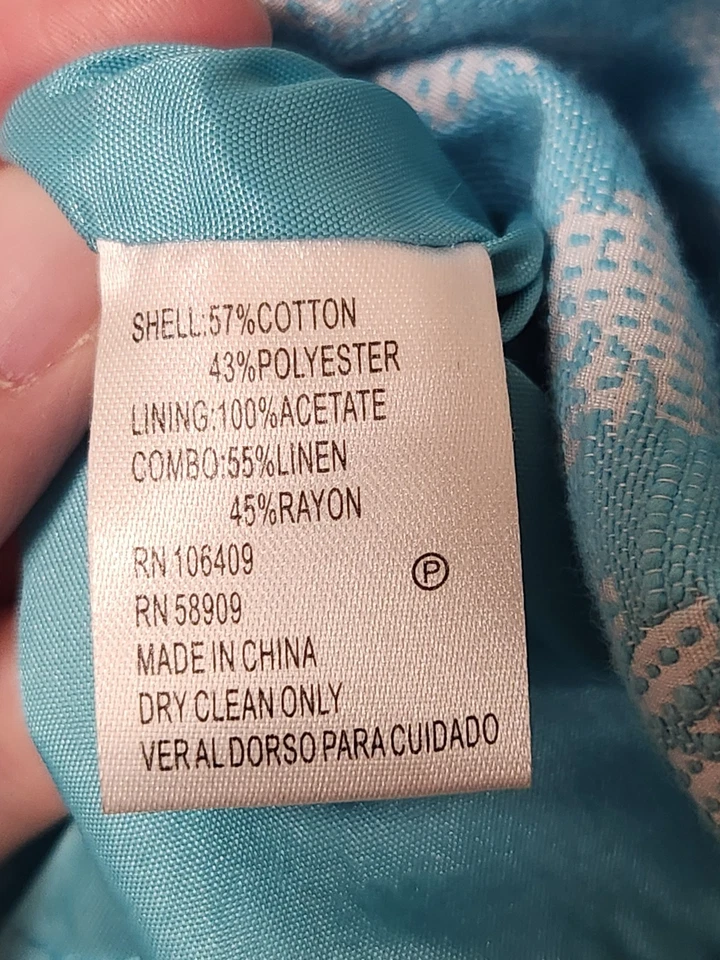 SHELL:57%COTTON
43%POLYESTER
LINING:100%ACETATE
COMBO:55%LINEN
45%RAYON
RN 106409
Ⓟ
RN 58909
MADE IN CHINA
DRY CLEAN ONLY
VER AL DORSO PARA CUIDADO